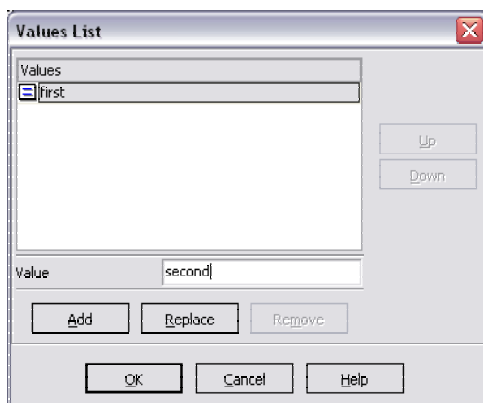 Values List
Values
first
Up
Down
Value second
Add Replace Remove
OK Cancel Help